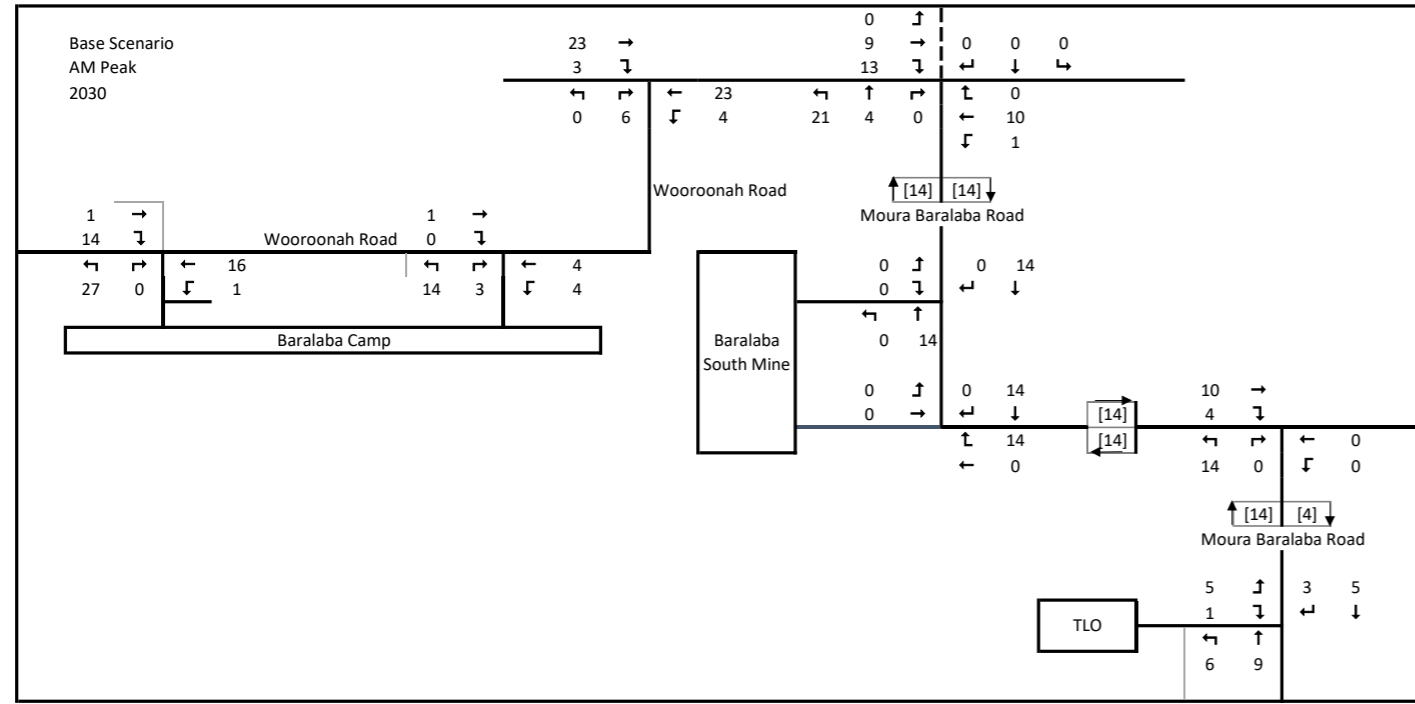 0 ⮥
Base Scenario 23 → 9 → 0 0 0
AM Peak 3 ↴ 13 ↴ ↵ ↓ ↳
2030
↰ ↱ ← 23 ↰ ↑ ↱ ↥ 0
0 6 ↓ 4 21 4 0 ← 10
↓ 1
Wooroonah Road [14] [14]
Moura Baralaba Road
1 → 1 →
14 ↴ Wooroonah Road 0 ↴
↰ ↱ ← 16 ↰ ↱ ← 4
27 0 ↓ 1 14 3 ↓ 4
0 ⮥ 0 14
0 ↴ ↵ ↓
↰ ↑
0 14
Baralaba Camp
Baralaba
South Mine
0 ⮥ 0 14 10 →
0 → ↵ ↓ [14] 4 ↴
↥ 14 [14] ↰ ↱ ← 0
← 0 14 0 ↓ 0
[14] [4]
Moura Baralaba Road
5 ⮥ 3 5
TLO 1 ↴ ↵ ↓
↰ ↑
6 9